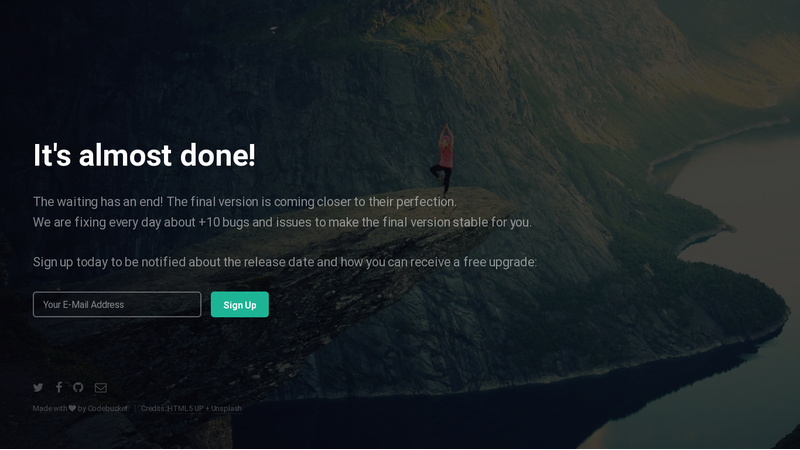 It's almost done!
The waiting has an end! The final version is coming closer to their perfection.
We are fixing every day about +10 bugs and issues to make the final version stable for you.
Sign up today to be notified about the release date and how you can receive a free upgrade:
Your E-Mail Address
Sign Up
Made with by Codebucket | Credits: HTML5 UP + Unsplash